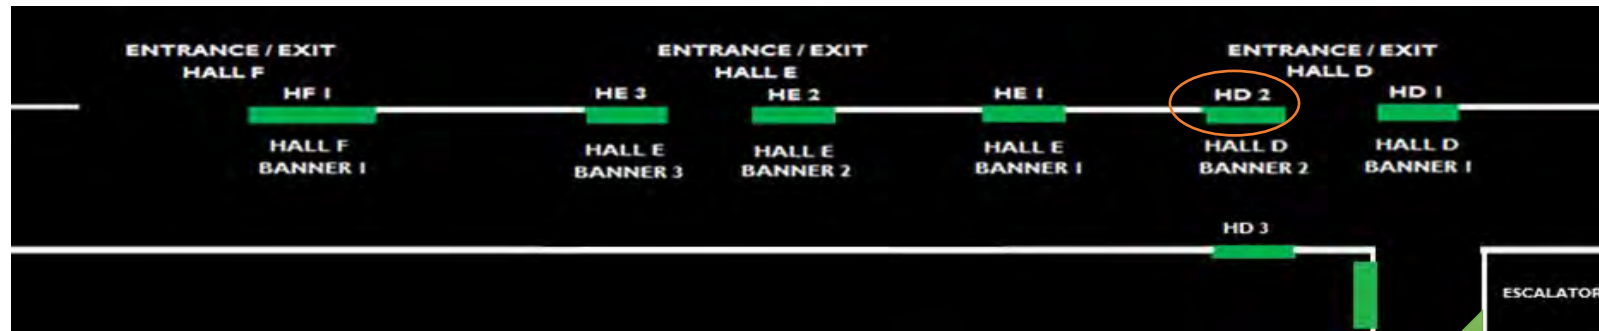 ENTRANCE / EXIT
HALL F
ENTRANCE / EXIT
HALL E
ENTRANCE / EXIT
HALL D
HF 1
HE 3
HE 2
HE 1
HD 2
HD 1
HALL F
BANNER 1
HALL E
BANNER 3
HALL E
BANNER 2
HALL E
BANNER 1
HALL D
BANNER 2
HALL D
BANNER 1
HD 3
ESCALATOR